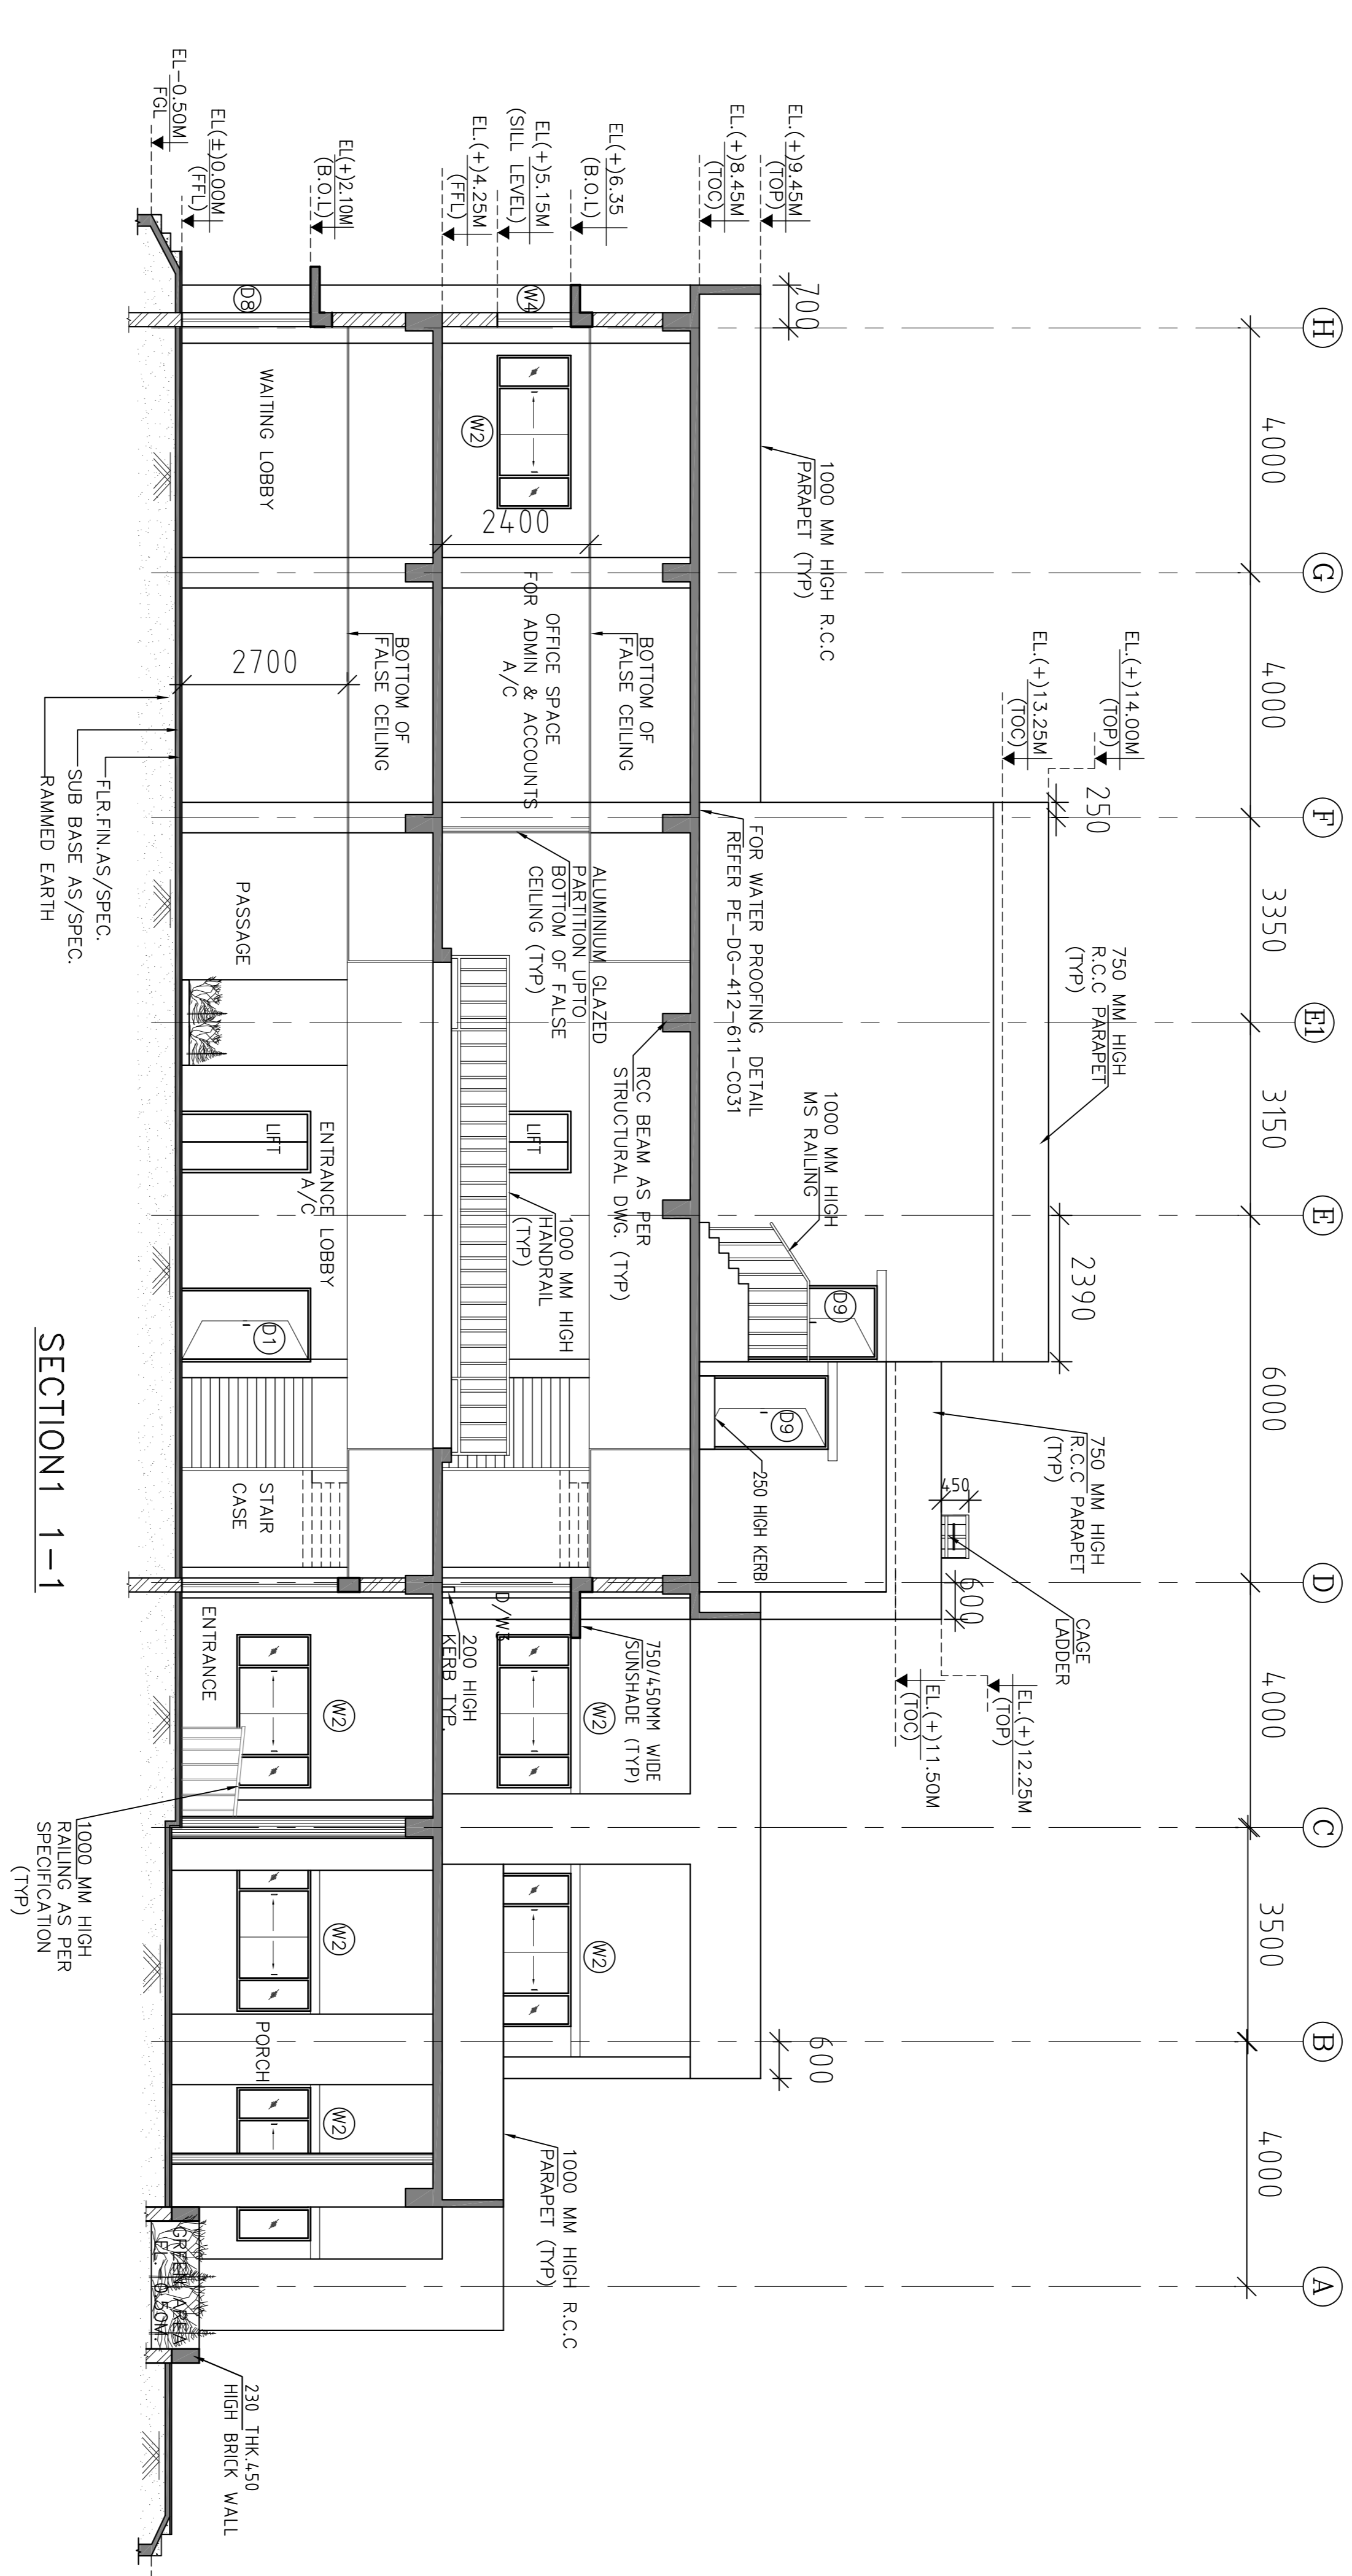 H
G
F
E1
E
D
C
B
A
4000
4000
3350
3150
6000
4000
3500
4000
EL.(+)14.00M
(TOP)
EL.(+)13.25M
(TOC)
250
750 MM HIGH
R.C.C PARAPET
(TYP)
2390
750 MM HIGH
R.C.C PARAPET
(TYP)
450
CAGE
LADDER
600
EL.(+)12.25M
(TOP)
EL.(+)11.50M
(TOC)
EL.(+)9.45M
(TOP)
EL.(+)8.45M
(TOC)
700
1000 MM HIGH R.C.C
PARAPET (TYP)
FOR WATER PROOFING DETAIL
REFER PE-DG-412-611-C031
1000 MM HIGH
MS RAILING
D9
D9
250 HIGH KERB
600
EL(+)6.35
(B.O.L)
EL(+)5.15M
(SILL LEVEL)
EL.(+)4.25M
(FFL)
W4
W2
2400
BOTTOM OF
FALSE CEILING
OFFICE SPACE
FOR ADMIN & ACCOUNTS
A/C
ALUMINIUM GLAZED
PARTITION UPTO
BOTTOM OF FALSE
CEILING (TYP)
RCC BEAM AS PER
STRUCTURAL DWG. (TYP)
LIFT
1000 MM HIGH
HANDRAIL
(TYP)
D/W3
750/450MM WIDE
SUNSHADE (TYP)
W2
200 HIGH
KERB TYP.
W2
1000 MM HIGH R.C.C
PARAPET (TYP)
EL(+)2.10M
(B.O.L)
EL(±)0.00M
(FFL)
EL-0.50M
FGL
D8
WAITING LOBBY
2700
BOTTOM OF
FALSE CEILING
PASSAGE
LIFT
ENTRANCE LOBBY
A/C
D1
STAIR
CASE
ENTRANCE
W2
W2
PORCH
W2
GREEN AREA
EL.-0.50M.
230 THK.450
HIGH BRICK WALL
FLR.FIN.AS/SPEC.
SUB BASE AS/SPEC.
RAMMED EARTH
1000 MM HIGH
RAILING AS PER
SPECIFICATION
(TYP)
SECTION1 1-1